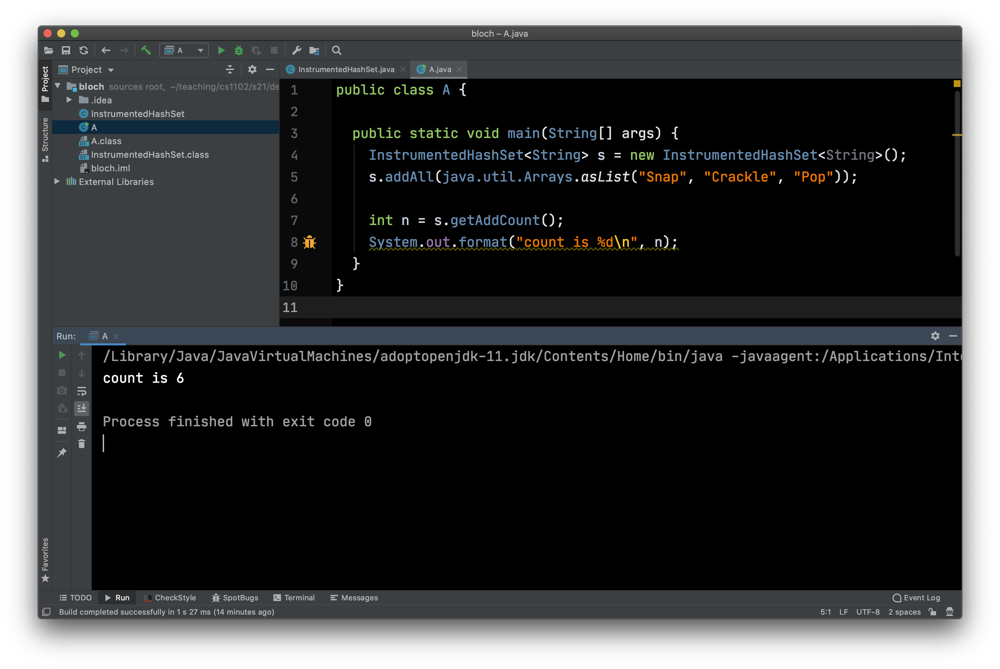 bloch – A.java
A
Project
InstrumentedHashSet.java
A.java
Project
Structure
Favorites
bloch sources root, ~/teaching/cs1102/s21/de
.idea
InstrumentedHashSet
A
A.class
InstrumentedHashSet.class
bloch.iml
External Libraries
1 public class A {
2
3 public static void main(String[] args) {
4 InstrumentedHashSet<String> s = new InstrumentedHashSet<String>();
5 s.addAll(java.util.Arrays.asList("Snap", "Crackle", "Pop"));
6
7 int n = s.getAddCount();
8 System.out.format("count is %d\n", n);
9 }
10 }
11
Run: A
/Library/Java/JavaVirtualMachines/adoptopenjdk-11.jdk/Contents/Home/bin/java -javaagent:/Applications/Inte
count is 6
Process finished with exit code 0
TODO Run CheckStyle SpotBugs Terminal Messages Event Log
Build completed successfully in 1 s 27 ms (14 minutes ago) 5:1 LF UTF-8 2 spaces